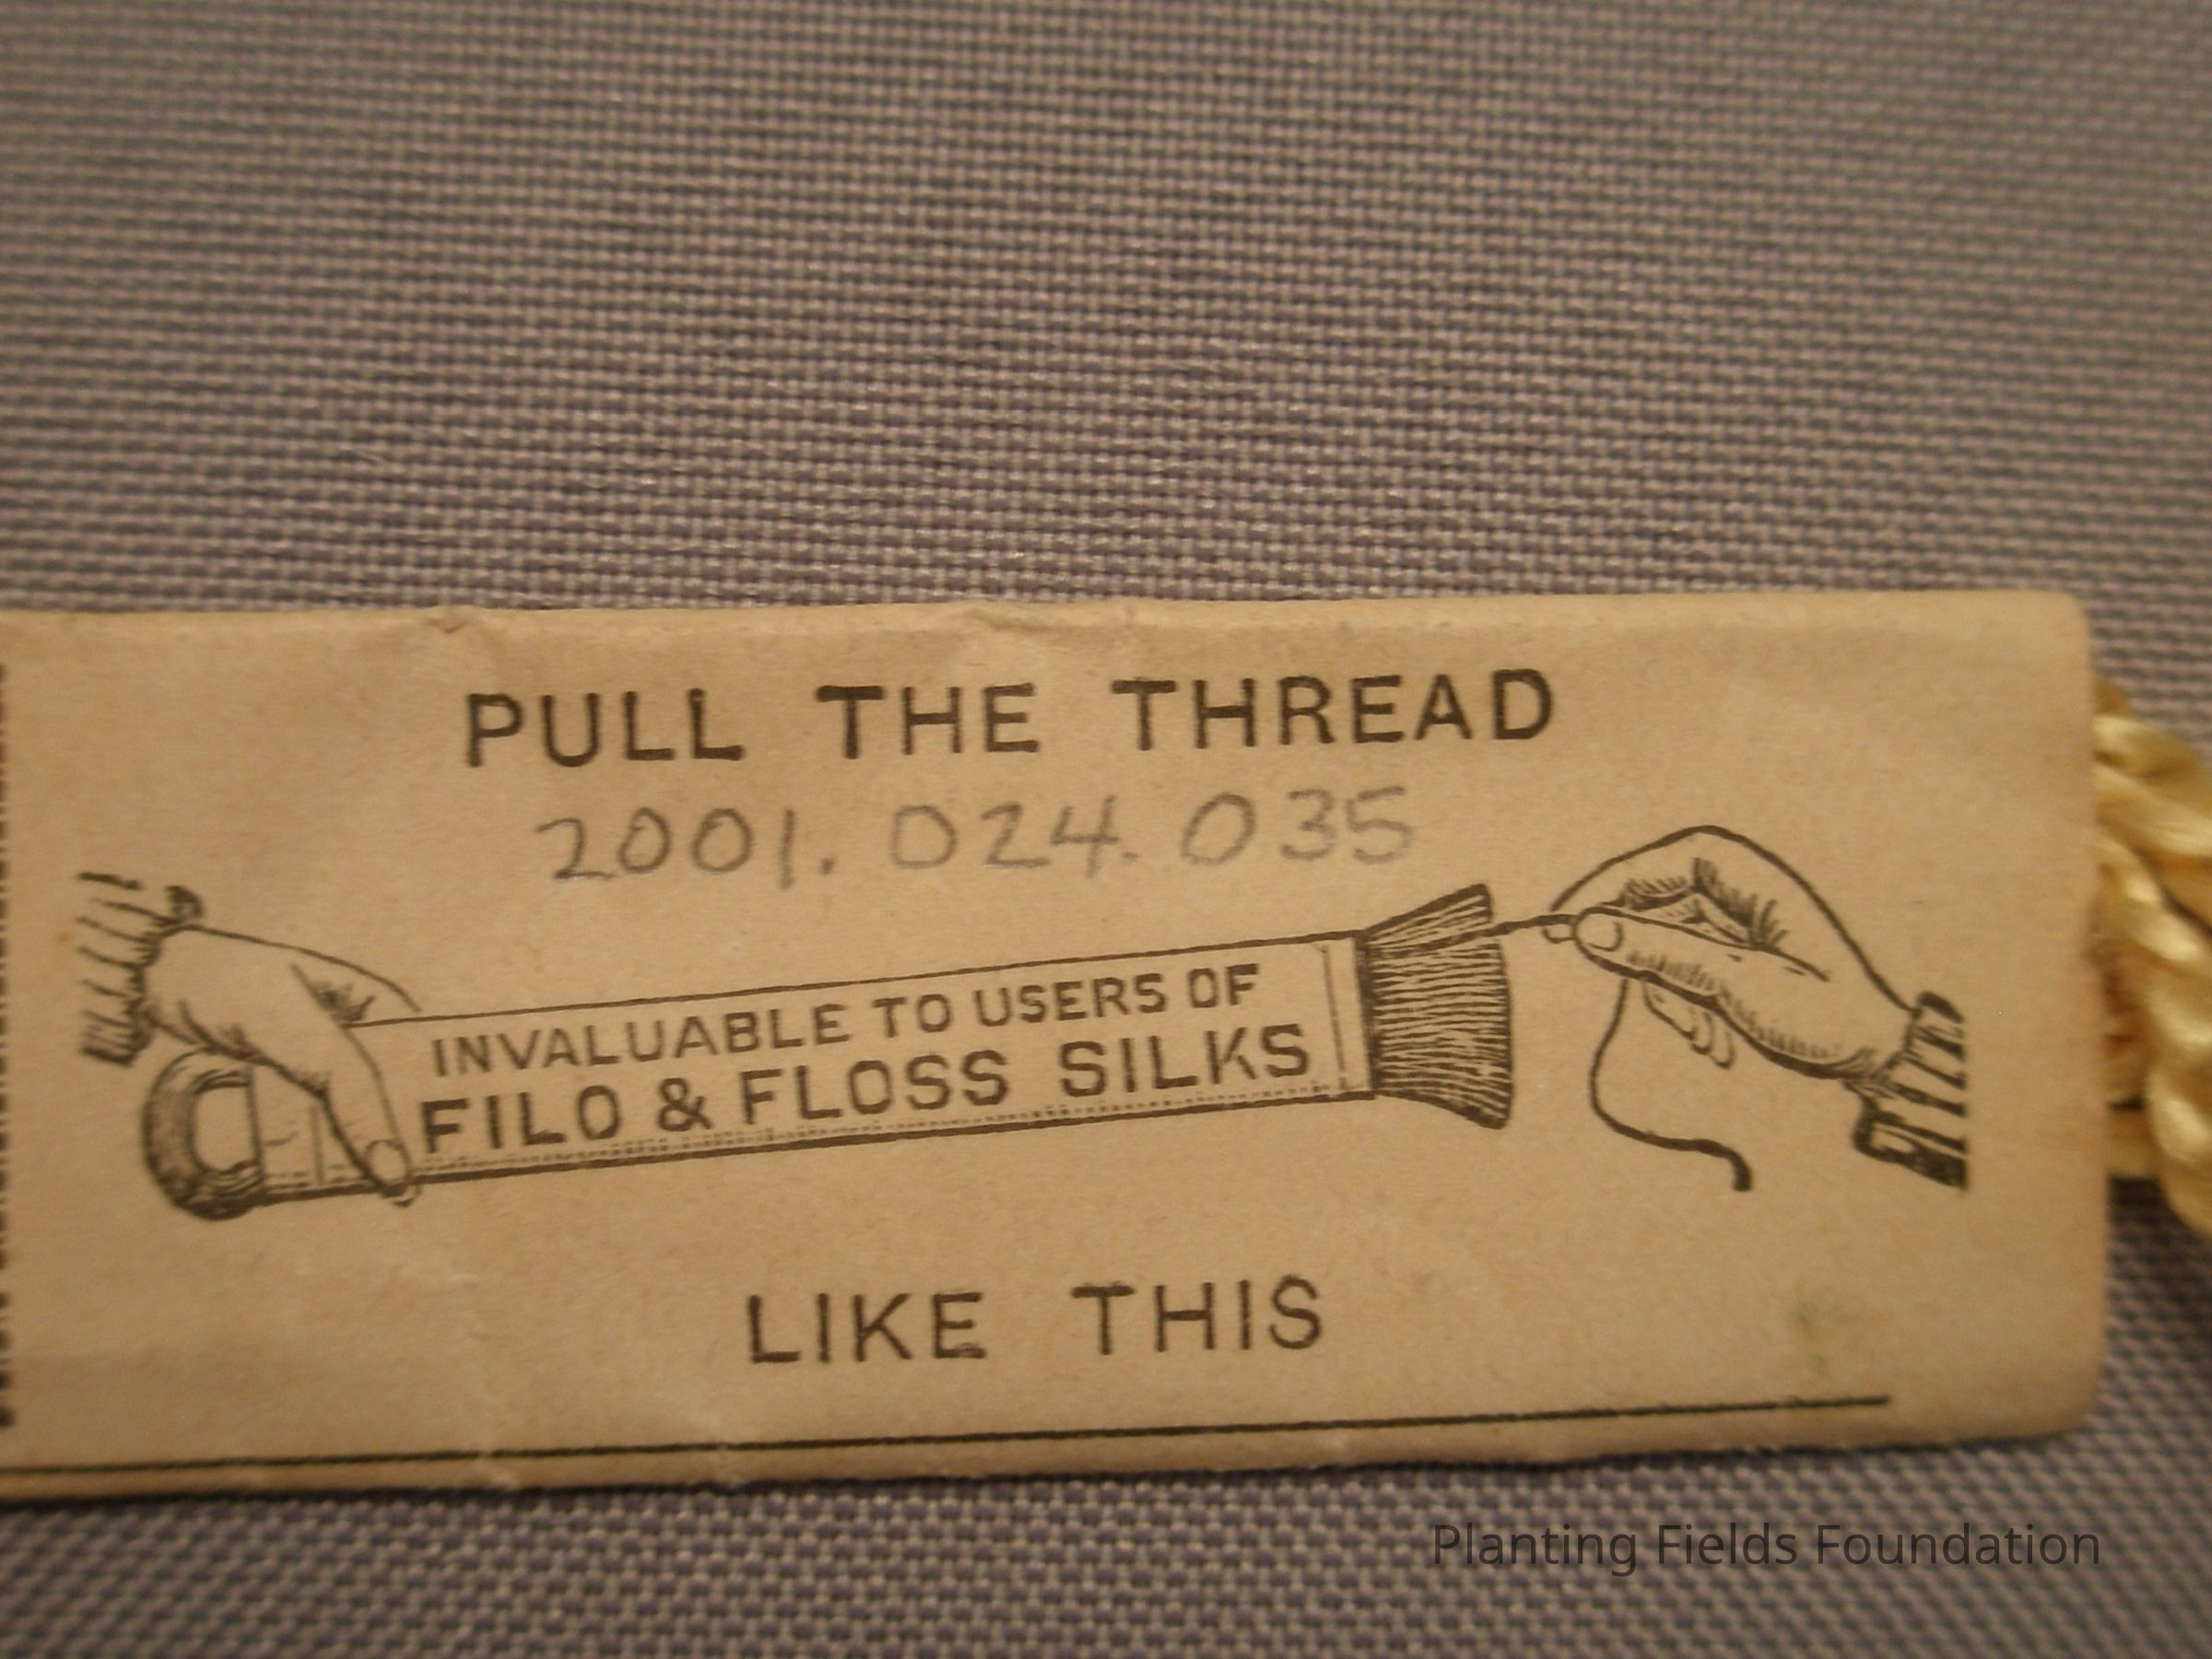 PULL THE THREAD
2001.024.035
INVALUABLE TO USERS OF
FILO & FLOSS SILKS
LIKE THIS
Planting Fields Foundation